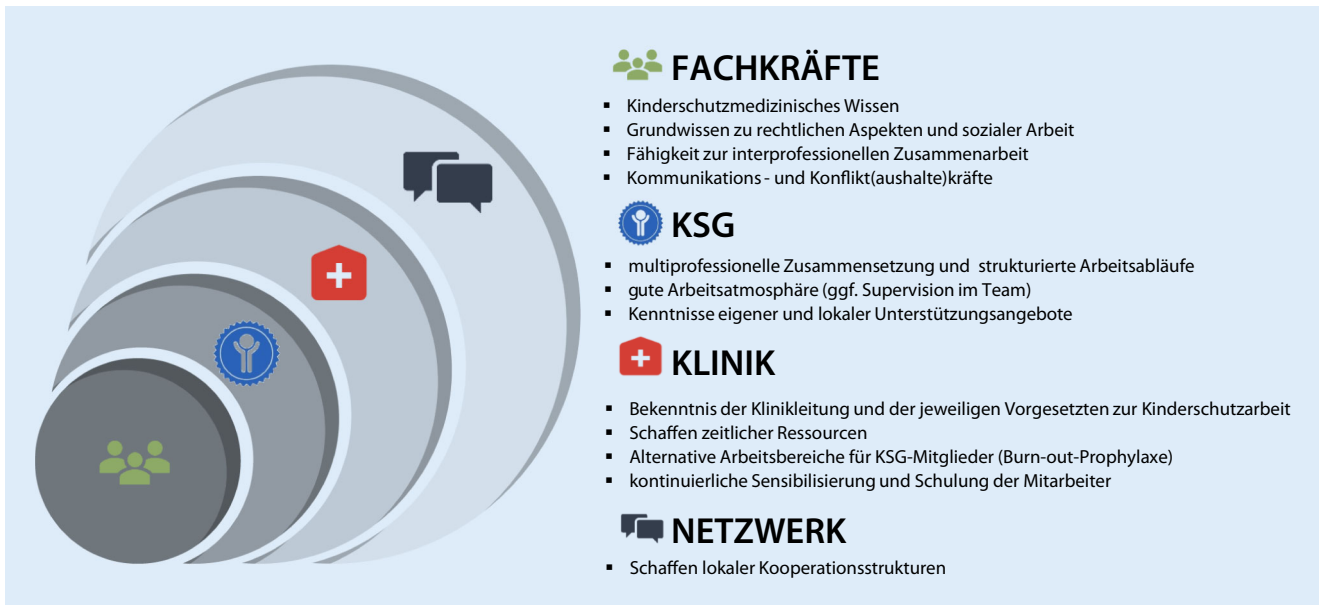 FACHKRÄFTE
▪ Kinderschutzmedizinisches Wissen
▪ Grundwissen zu rechtlichen Aspekten und sozialer Arbeit
▪ Fähigkeit zur interprofessionellen Zusammenarbeit
▪ Kommunikations- und Konflikt(aushalte)kräfte
KSG
▪ multiprofessionelle Zusammensetzung und strukturierte Arbeitsabläufe
▪ gute Arbeitsatmosphäre (ggf. Supervision im Team)
▪ Kenntnisse eigener und lokaler Unterstützungsangebote
KLINIK
▪ Bekenntnis der Klinikleitung und der jeweiligen Vorgesetzten zur Kinderschutzarbeit
▪ Schaffen zeitlicher Ressourcen
▪ Alternative Arbeitsbereiche für KSG-Mitglieder (Burn-out-Prophylaxe)
▪ kontinuierliche Sensibilisierung und Schulung der Mitarbeiter
NETZWERK
▪ Schaffen lokaler Kooperationsstrukturen